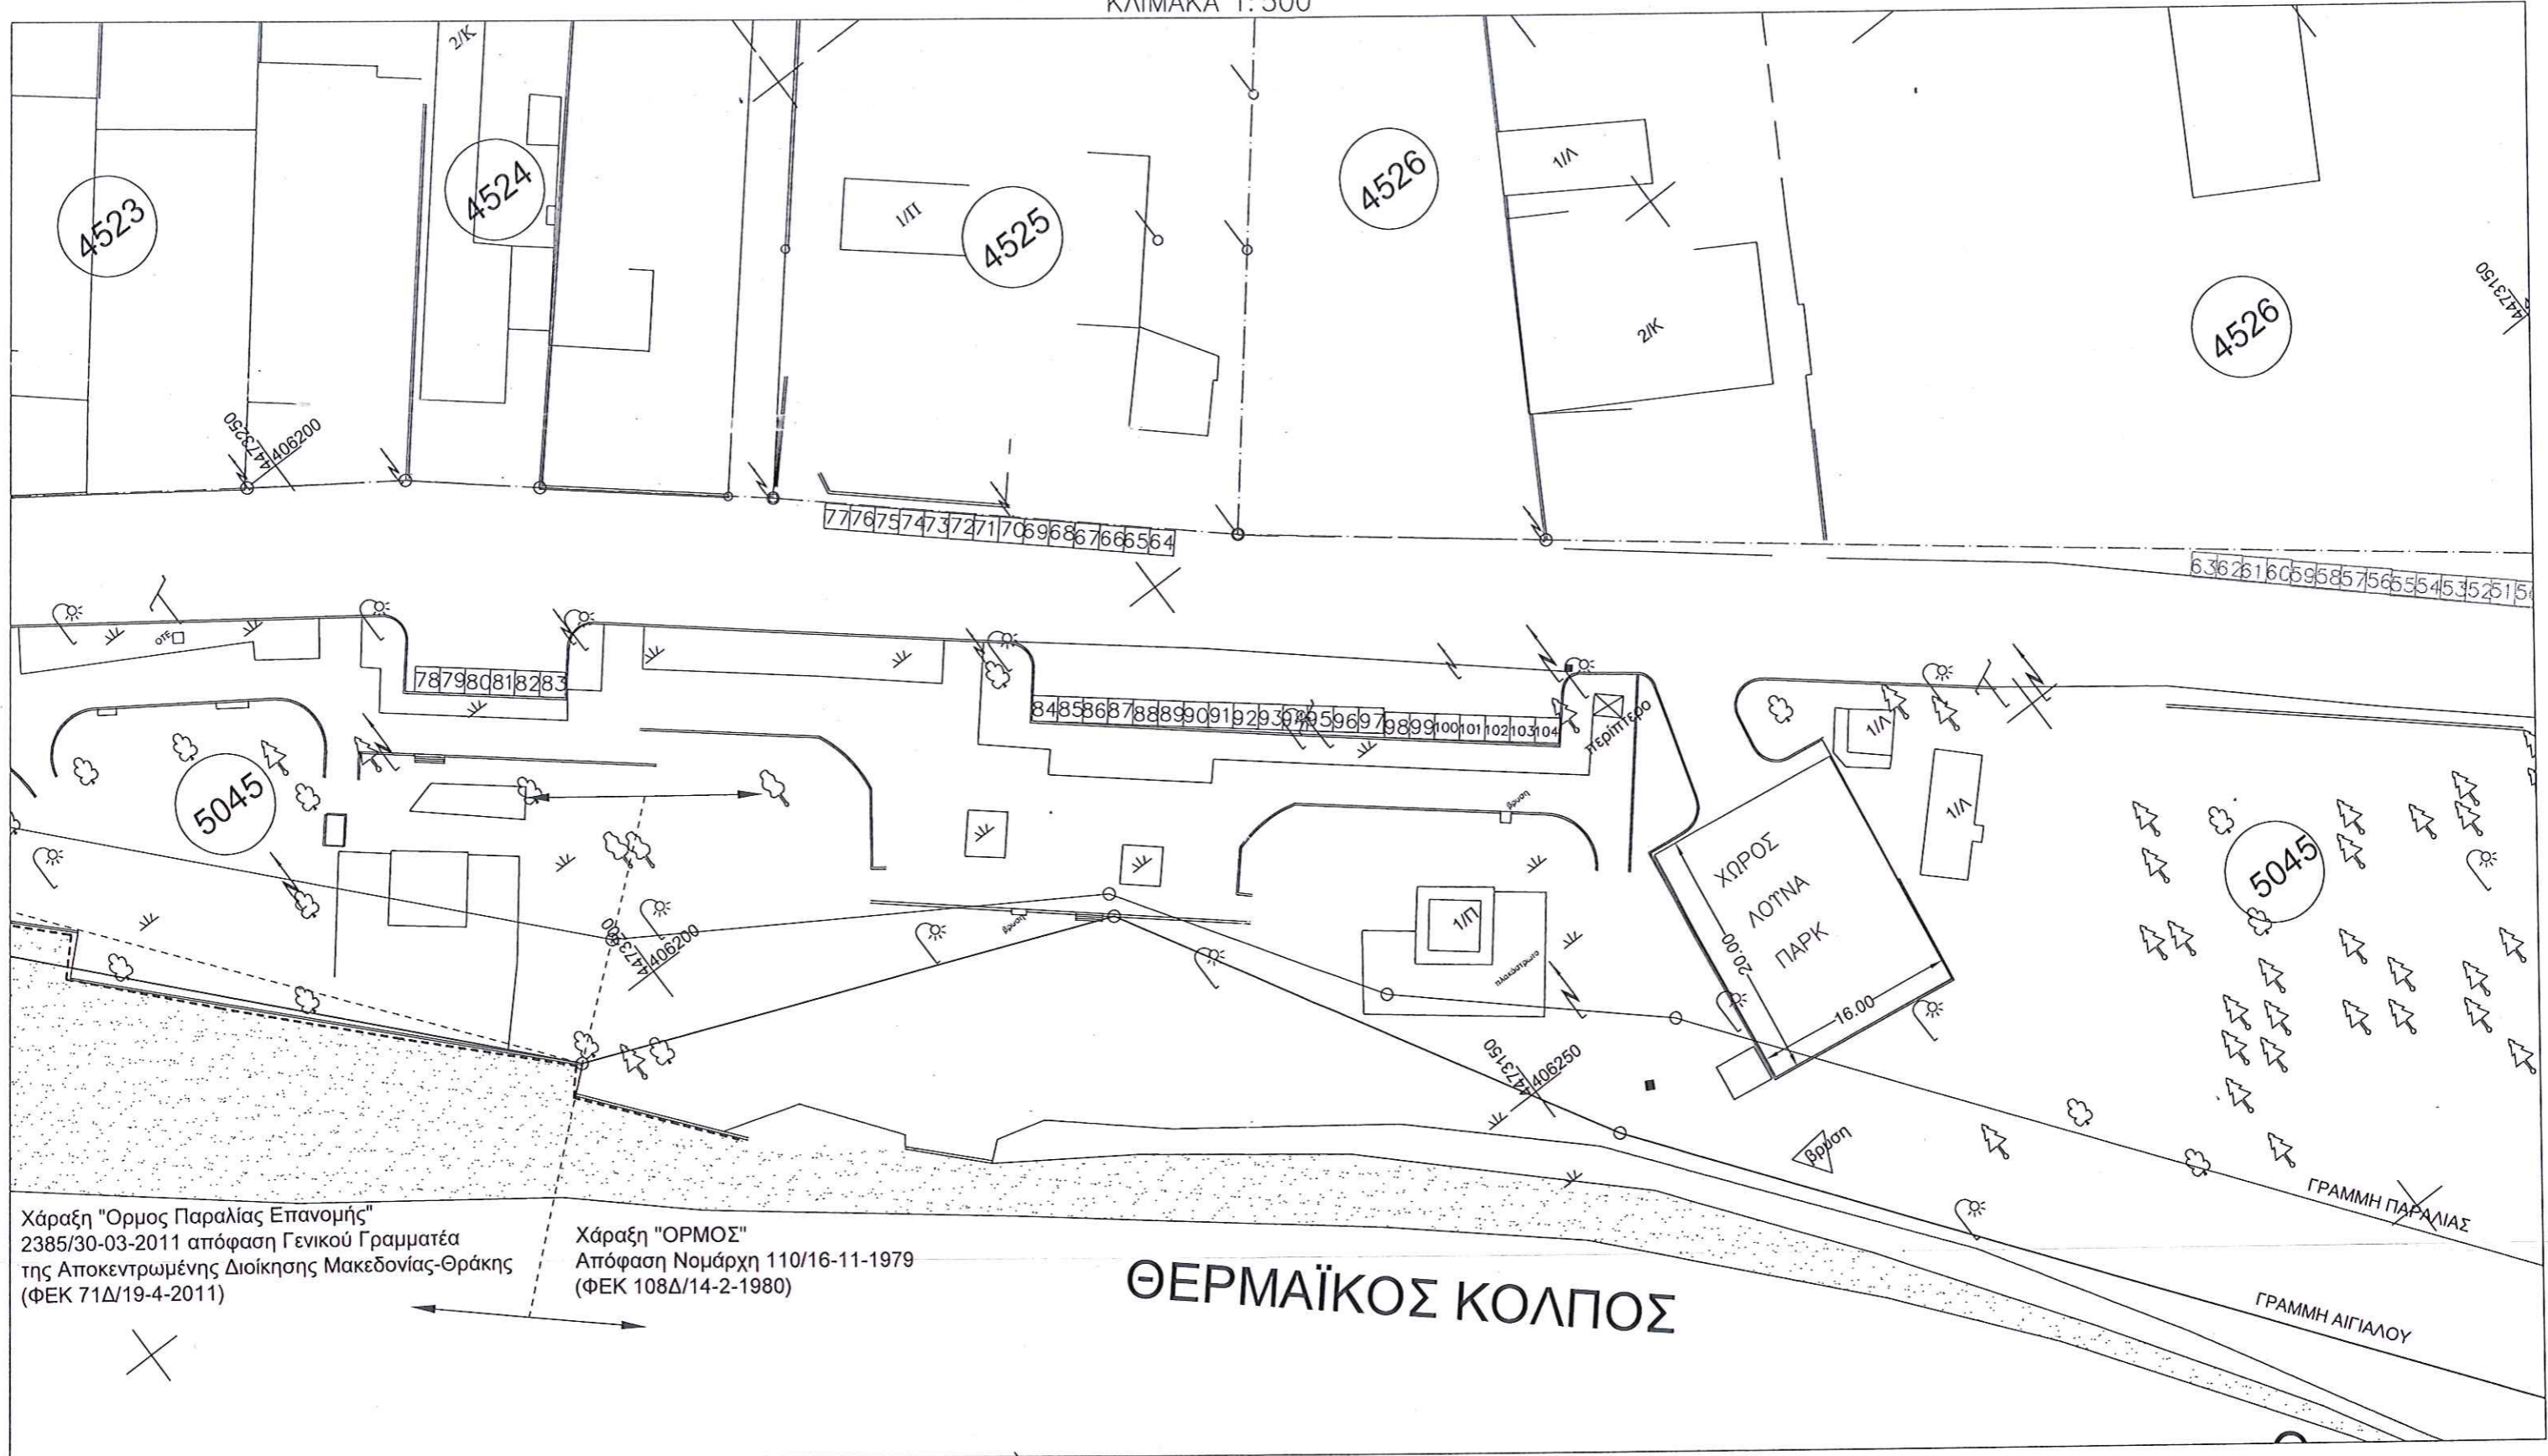 ΚΛΙΜΑΚΑ 1:500
2/Κ
4523
4524
1/Π
4525
4526
1/Λ
2/Κ
4526
4473150
4473250
406200
77 76 75 74 73 72 71 70 69 68 67 66 65 64
63 62 61 60 59 58 57 56 55 54 53 52 51
ΟΤΕ
78 79 80 81 82 83
84 85 86 87 88 89 90 91 92 93 94 95 96 97 98 99 100 101 102 103 104
περίπτερο
1/Λ
1/Λ
5045
βρυση
ΧΩΡΟΣ
ΛΟΥΝΑ
ΠΑΡΚ
20.00
16.00
5045
1/Π
πλακόστρωτο
βρυση
4473200
406200
4473150
406250
βρυση
ΓΡΑΜΜΗ ΠΑΡΑΛΙΑΣ
ΓΡΑΜΜΗ ΑΙΓΙΑΛΟΥ
Χάραξη "Ορμος Παραλίας Επανομής"
2385/30-03-2011 απόφαση Γενικού Γραμματέα
της Αποκεντρωμένης Διοίκησης Μακεδονίας-Θράκης
(ΦΕΚ 71Δ/19-4-2011)
Χάραξη "ΟΡΜΟΣ"
Απόφαση Νομάρχη 110/16-11-1979
(ΦΕΚ 108Δ/14-2-1980)
ΘΕΡΜΑΪΚΟΣ ΚΟΛΠΟΣ